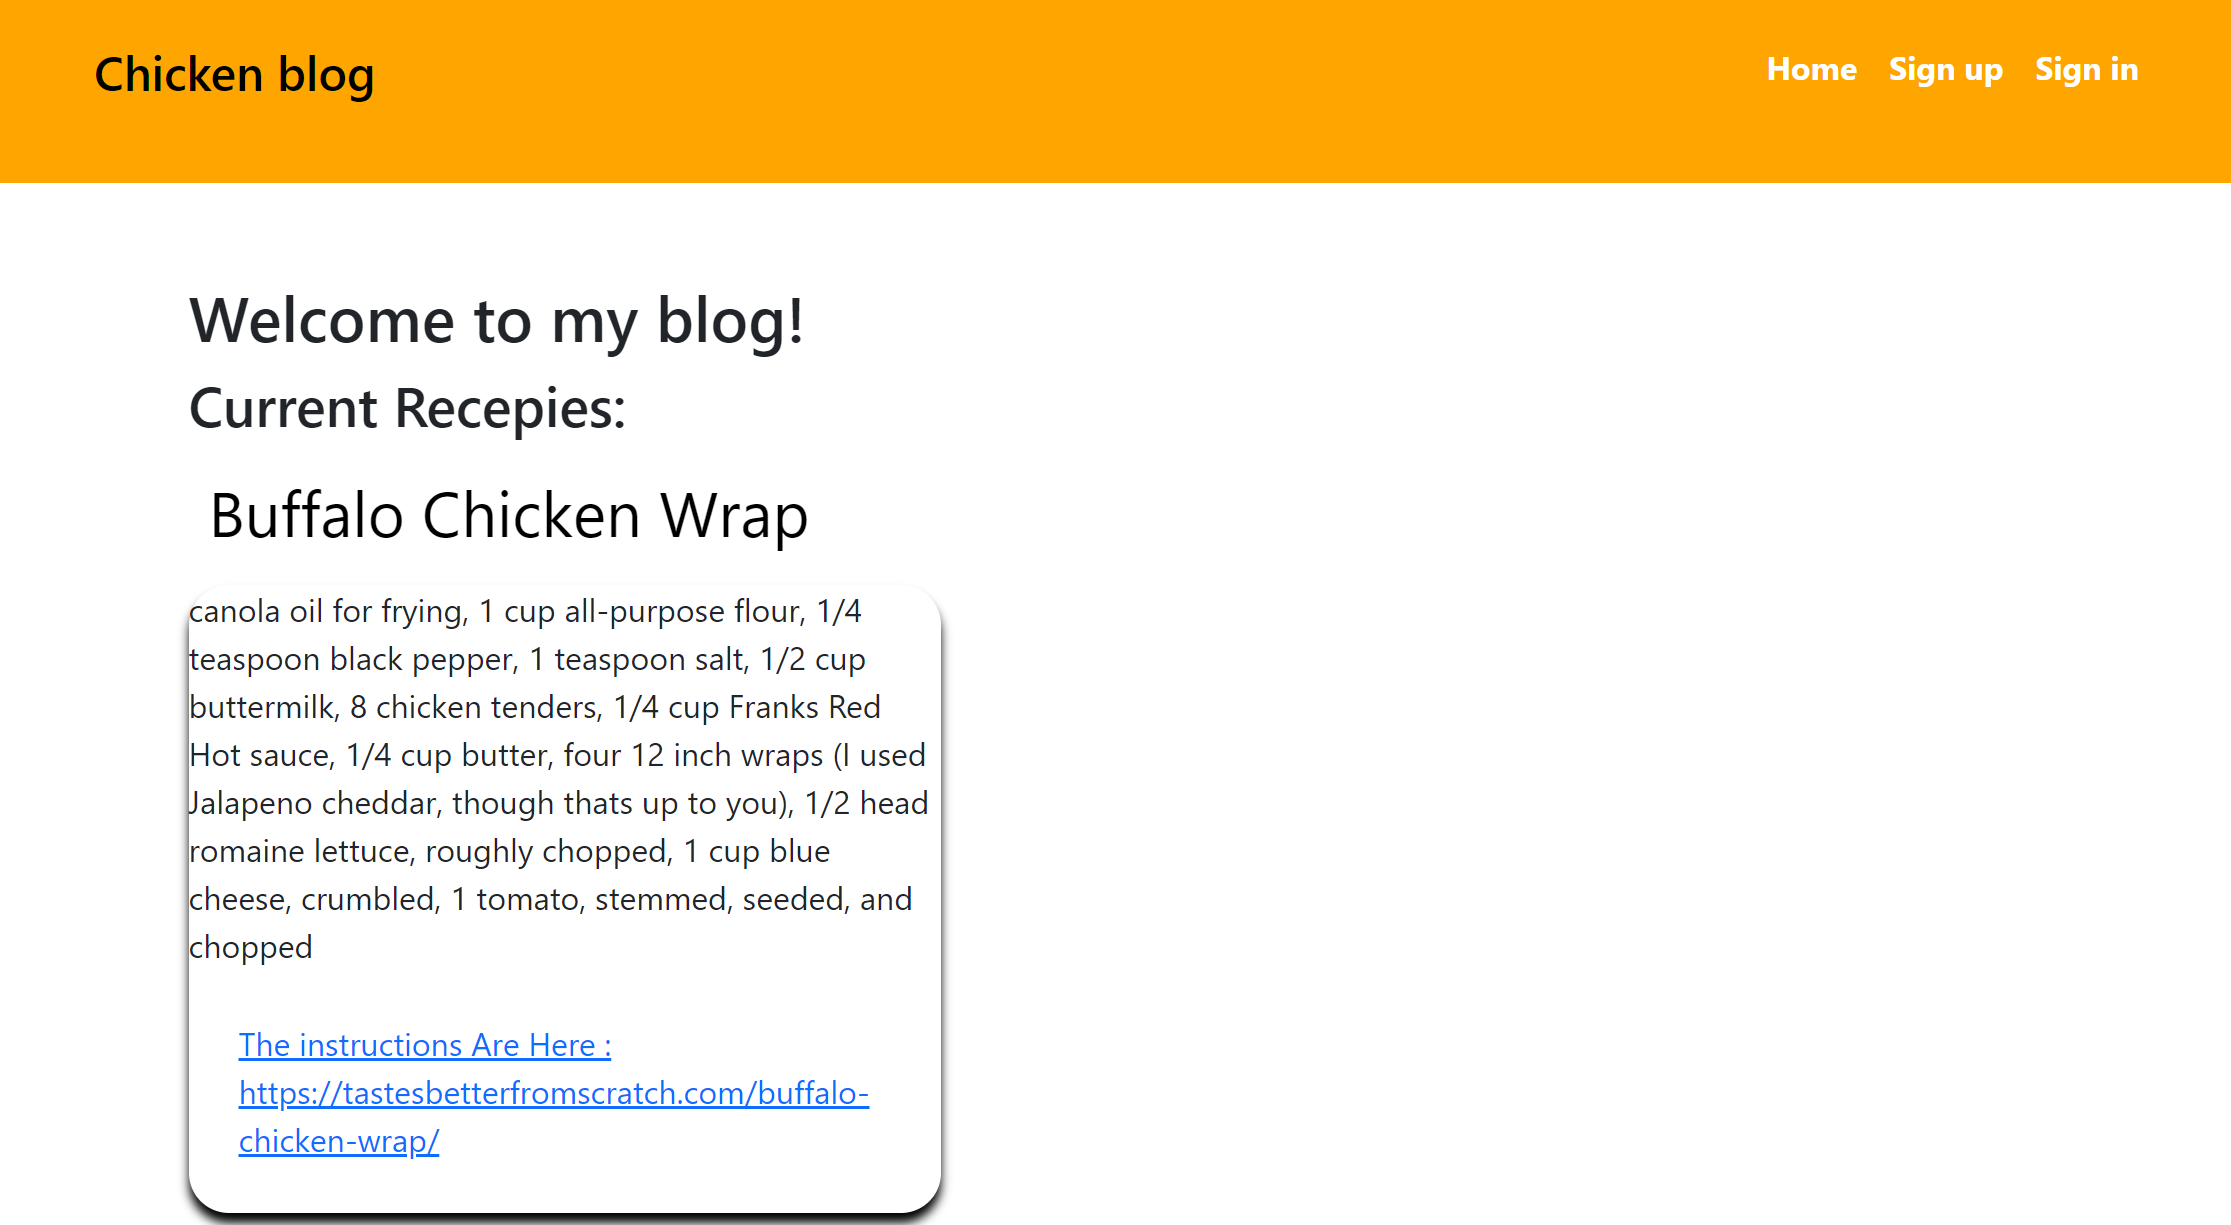 Chicken blog
Home Sign up Sign in
Welcome to my blog!
Current Recepies:
Buffalo Chicken Wrap
canola oil for frying, 1 cup all-purpose flour, 1/4
teaspoon black pepper, 1 teaspoon salt, 1/2 cup
buttermilk, 8 chicken tenders, 1/4 cup Franks Red
Hot sauce, 1/4 cup butter, four 12 inch wraps (I used
Jalapeno cheddar, though thats up to you), 1/2 head
romaine lettuce, roughly chopped, 1 cup blue
cheese, crumbled, 1 tomato, stemmed, seeded, and
chopped
The instructions Are Here :
https://tastesbetterfromscratch.com/buffalo-
chicken-wrap/